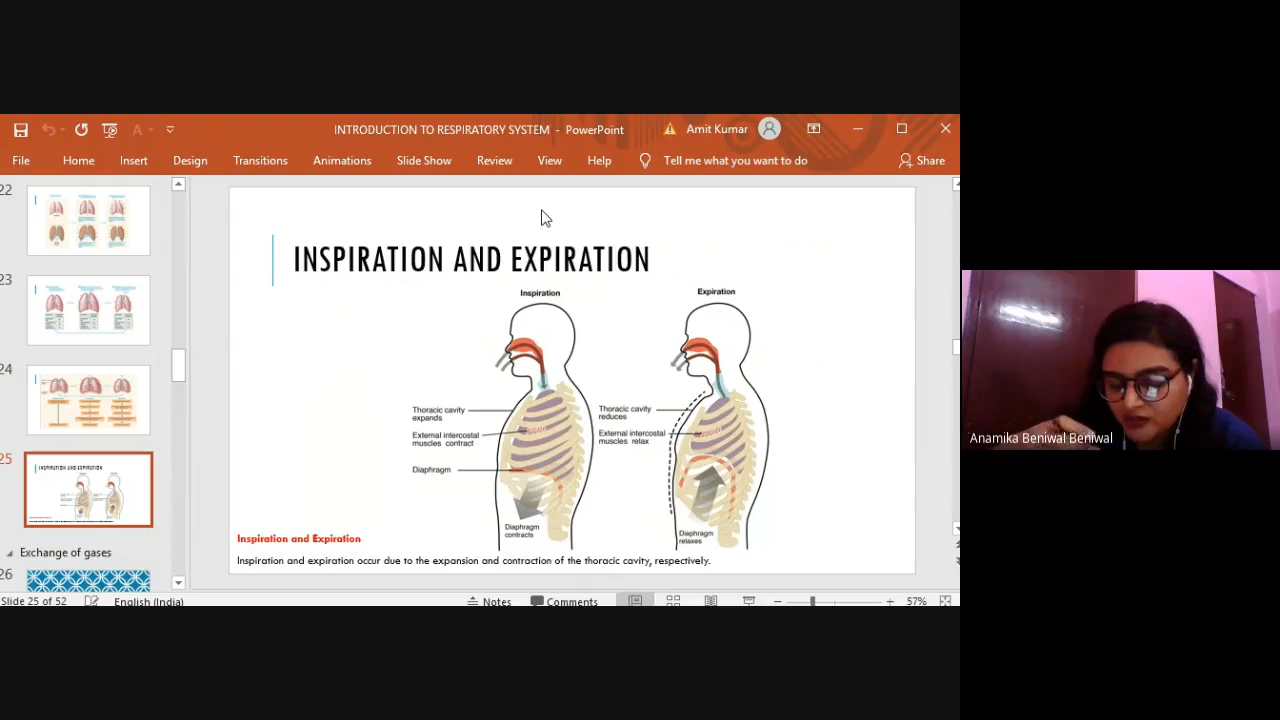 INTRODUCTION TO RESPIRATORY SYSTEM - PowerPoint
Amit Kumar
File Home Insert Design Transitions Animations Slide Show Review View Help Tell me what you want to do Share
22
23
24
25
INSPIRATION AND EXPIRATION
Exchange of gases
26
INSPIRATION AND EXPIRATION
Inspiration
Expiration
Thoracic cavity
expands
External intercostal
muscles contract
Diaphragm
Diaphragm
contracts
Thoracic cavity
reduces
External intercostal
muscles relax
Diaphragm
relaxes
Inspiration and Expiration
Inspiration and expiration occur due to the expansion and contraction of the thoracic cavity, respectively.
Slide 25 of 52 English (India) Notes Comments 57%
Anamika Beniwal Beniwal